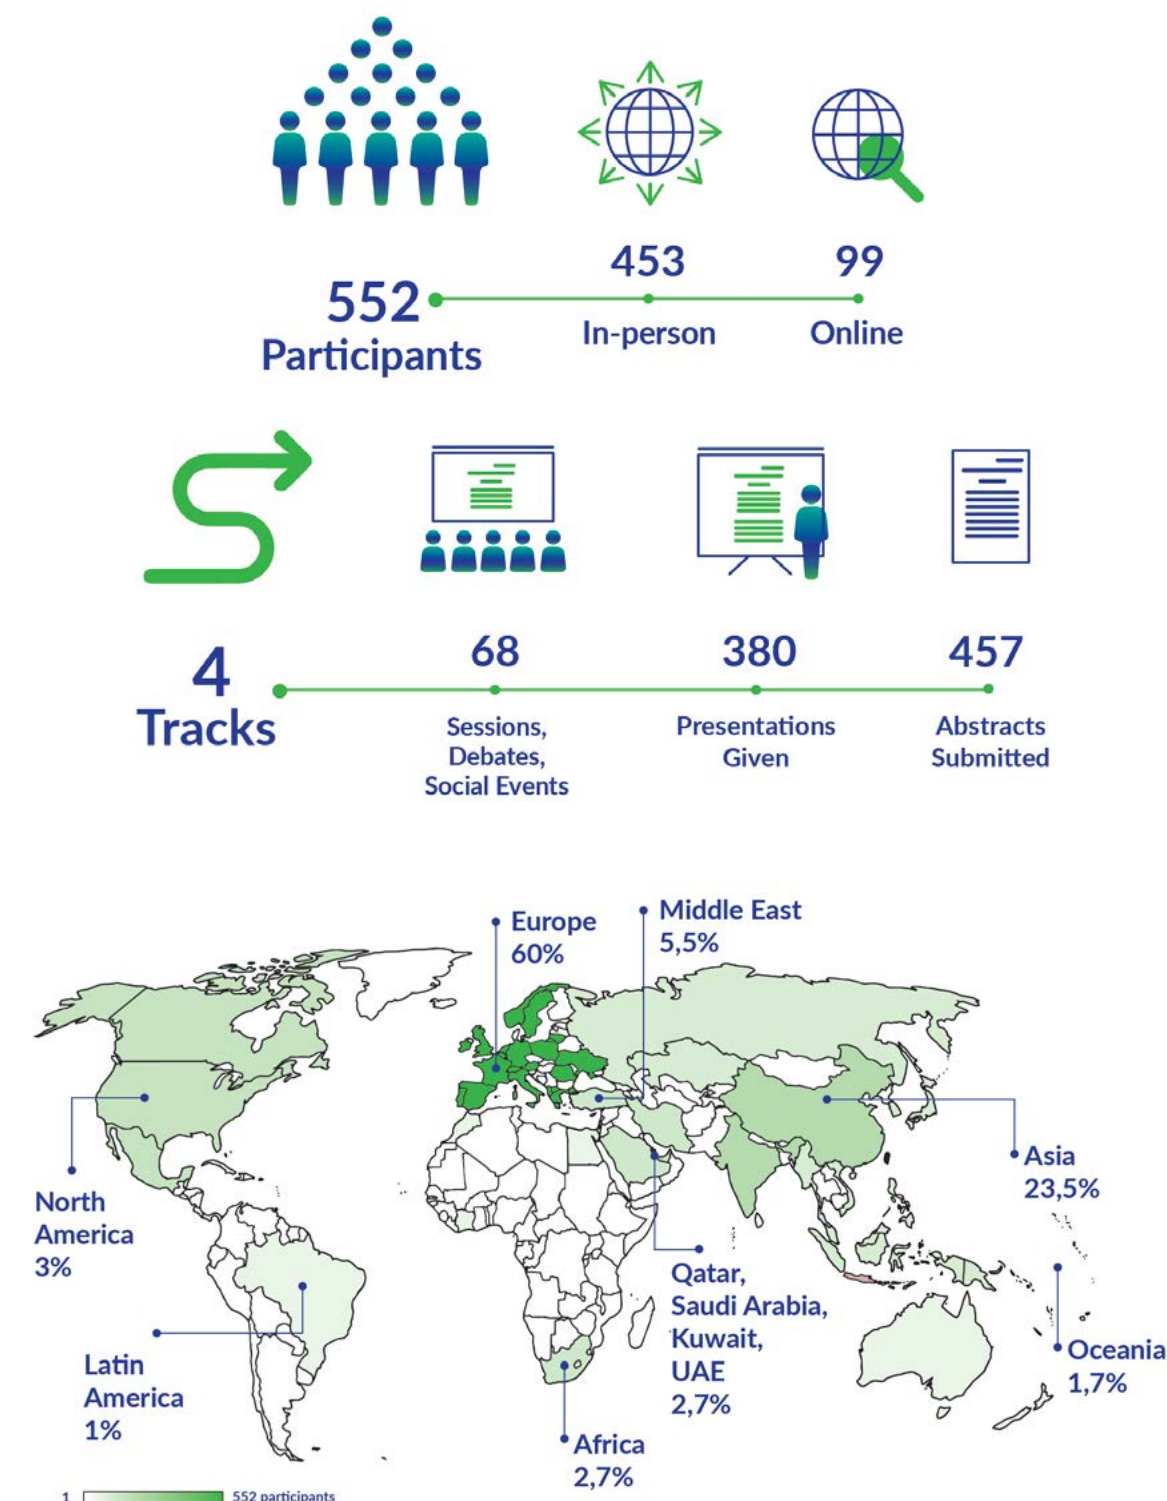 453
99
552
Participants
In-person
Online
4
Tracks
68
380
457
Sessions,
Debates,
Social Events
Presentations
Given
Abstracts
Submitted
Europe
60%
Middle East
5,5%
Asia
23,5%
North
America
3%
Qatar,
Saudi Arabia,
Kuwait,
UAE
2,7%
Oceania
1,7%
Latin
America
1%
Africa
2,7%
1
552 participants